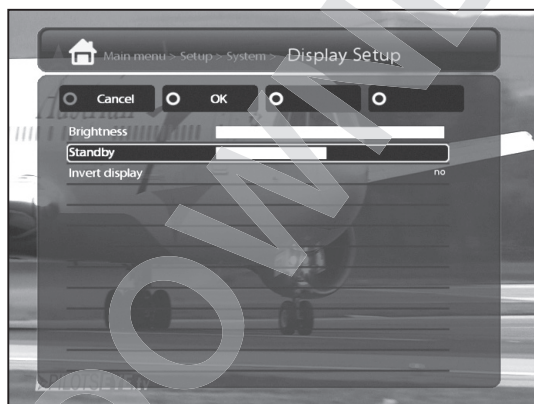 Main menu > Setup > System > Display Setup
Cancel OK
Brightness
Standby
Invert display no